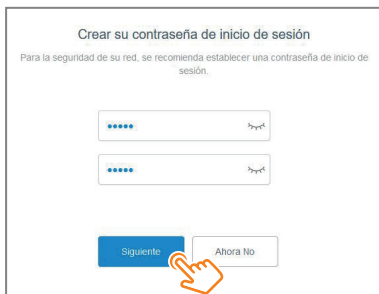 Crear su contraseña de inicio de sesión
Para la seguridad de su red, se recomienda establecer una contraseña de inicio de
sesión.
•••••
•••••
Siguiente
Ahora No